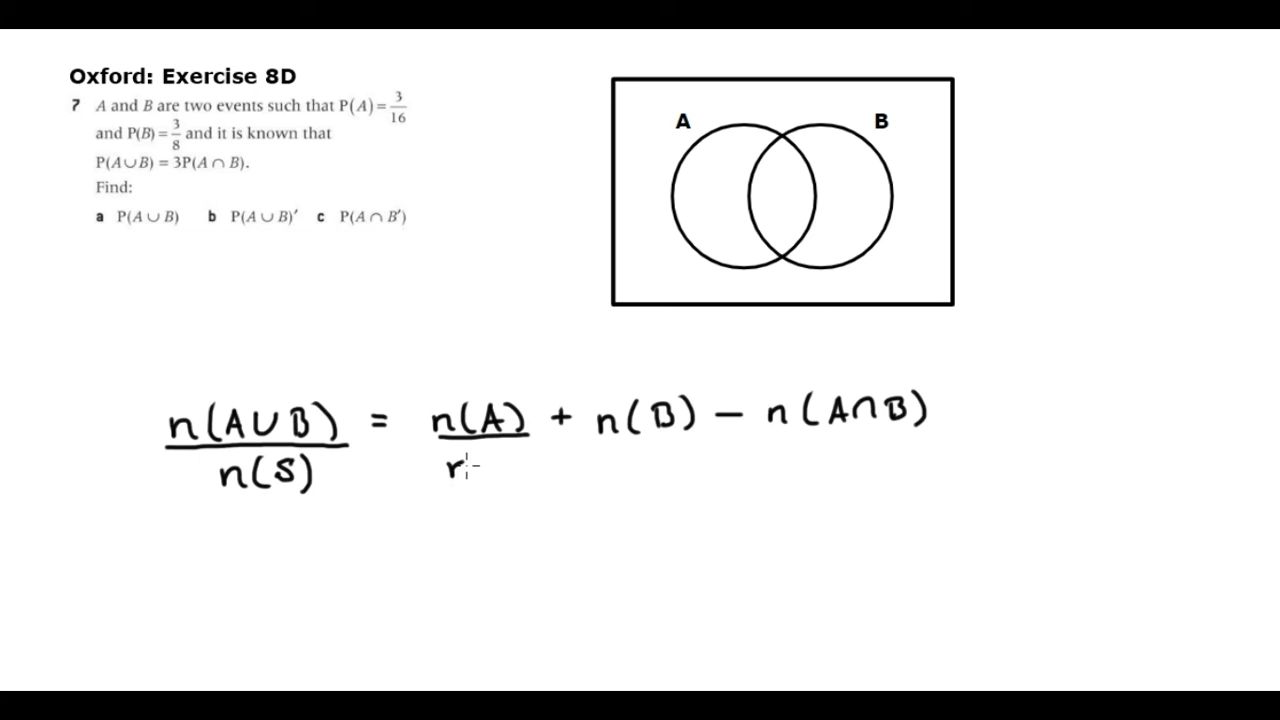 Oxford: Exercise 8D
7 A and B are two events such that P(A) = 3/16
and P(B) = 3/8 and it is known that
P(A ∪ B) = 3P(A ∩ B).
Find:
a P(A ∪ B) b P(A ∪ B)′ c P(A ∩ B′)
A B
n(A∪B) = n(A) + n(B) − n(A∩B)
n(S) r